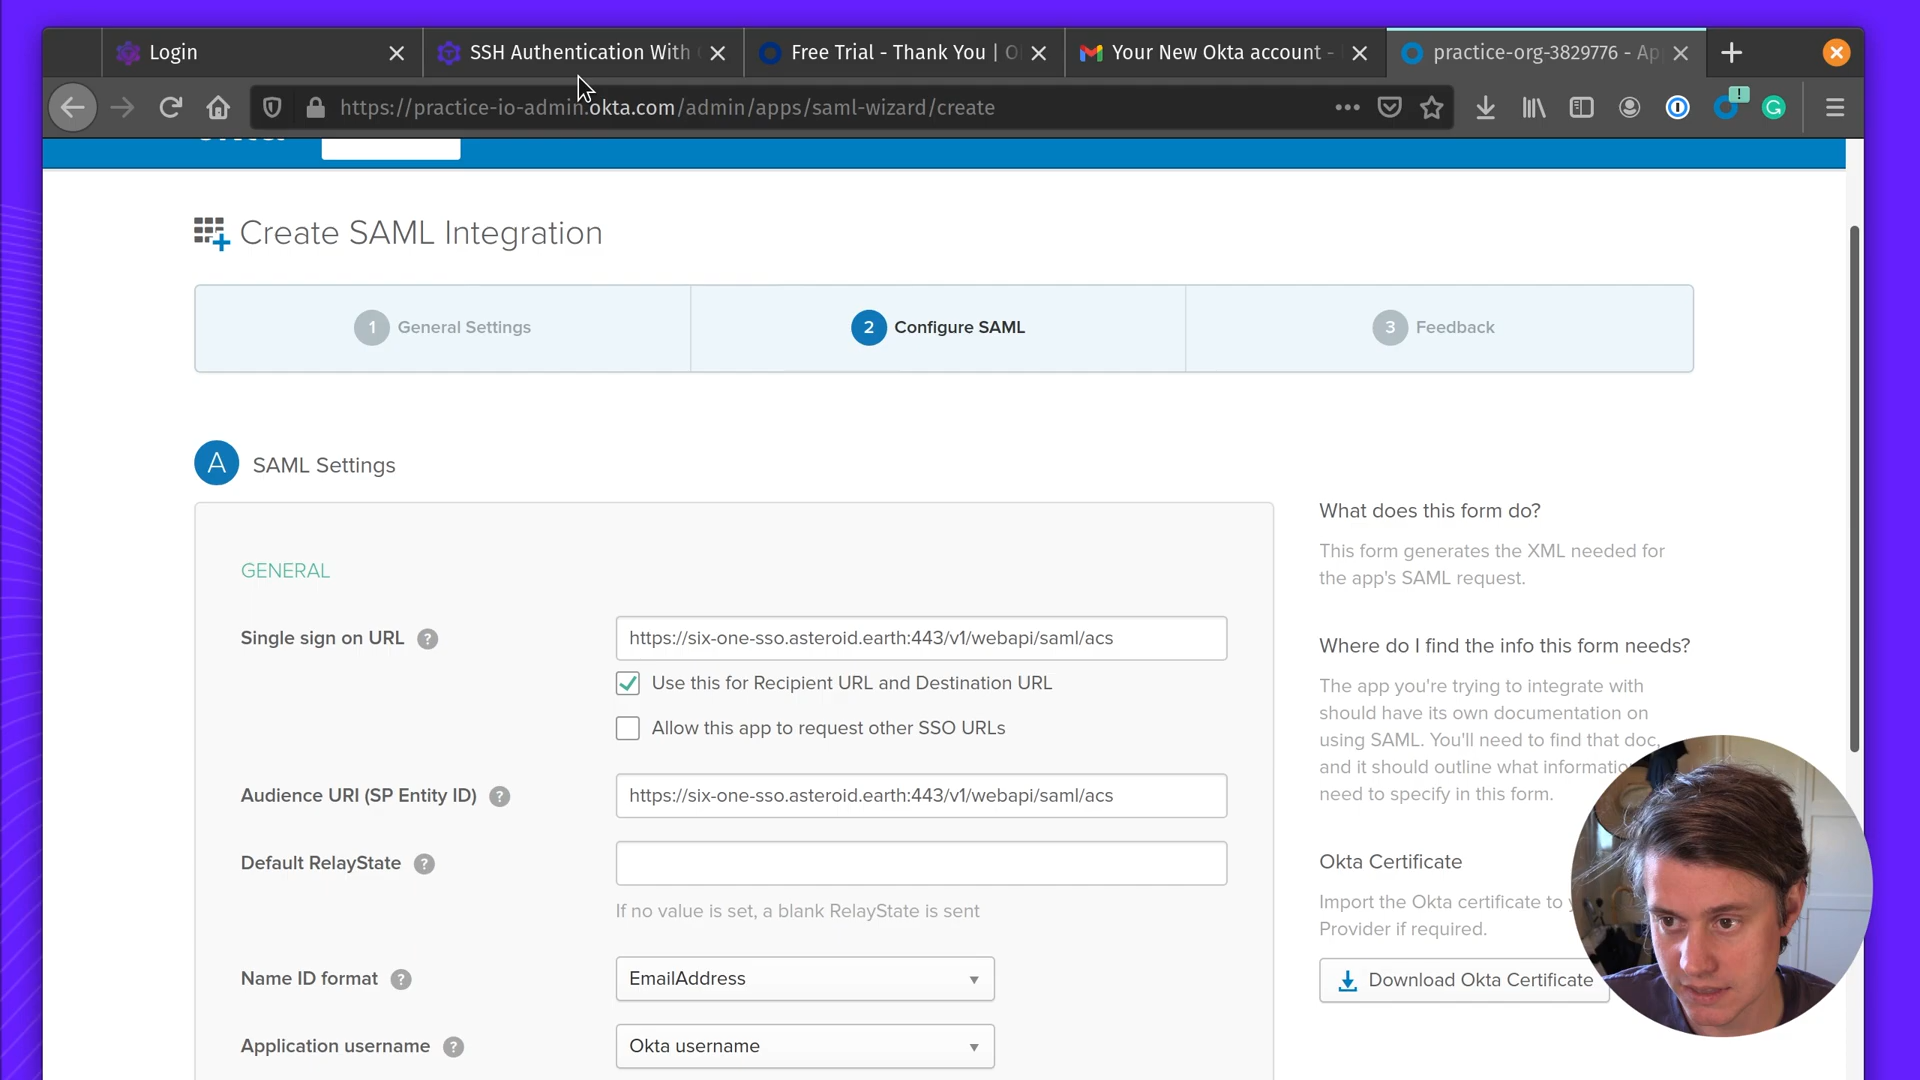 Login
SSH Authentication With
Free Trial - Thank You | O
Your New Okta account -
practice-org-3829776 - Ap
https://practice-io-admin.okta.com/admin/apps/saml-wizard/create
Create SAML Integration
1 General Settings
2 Configure SAML
3 Feedback
A SAML Settings
GENERAL
Single sign on URL ?
https://six-one-sso.asteroid.earth:443/v1/webapi/saml/acs
Use this for Recipient URL and Destination URL
Allow this app to request other SSO URLs
Audience URI (SP Entity ID) ?
https://six-one-sso.asteroid.earth:443/v1/webapi/saml/acs
Default RelayState ?
If no value is set, a blank RelayState is sent
Name ID format ?
EmailAddress
Application username ?
Okta username
What does this form do?
This form generates the XML needed for
the app's SAML request.
Where do I find the info this form needs?
The app you're trying to integrate with
should have its own documentation on
using SAML. You'll need to find that doc,
and it should outline what informatio
need to specify in this form.
Okta Certificate
Import the Okta certificate to
Provider if required.
Download Okta Certificate